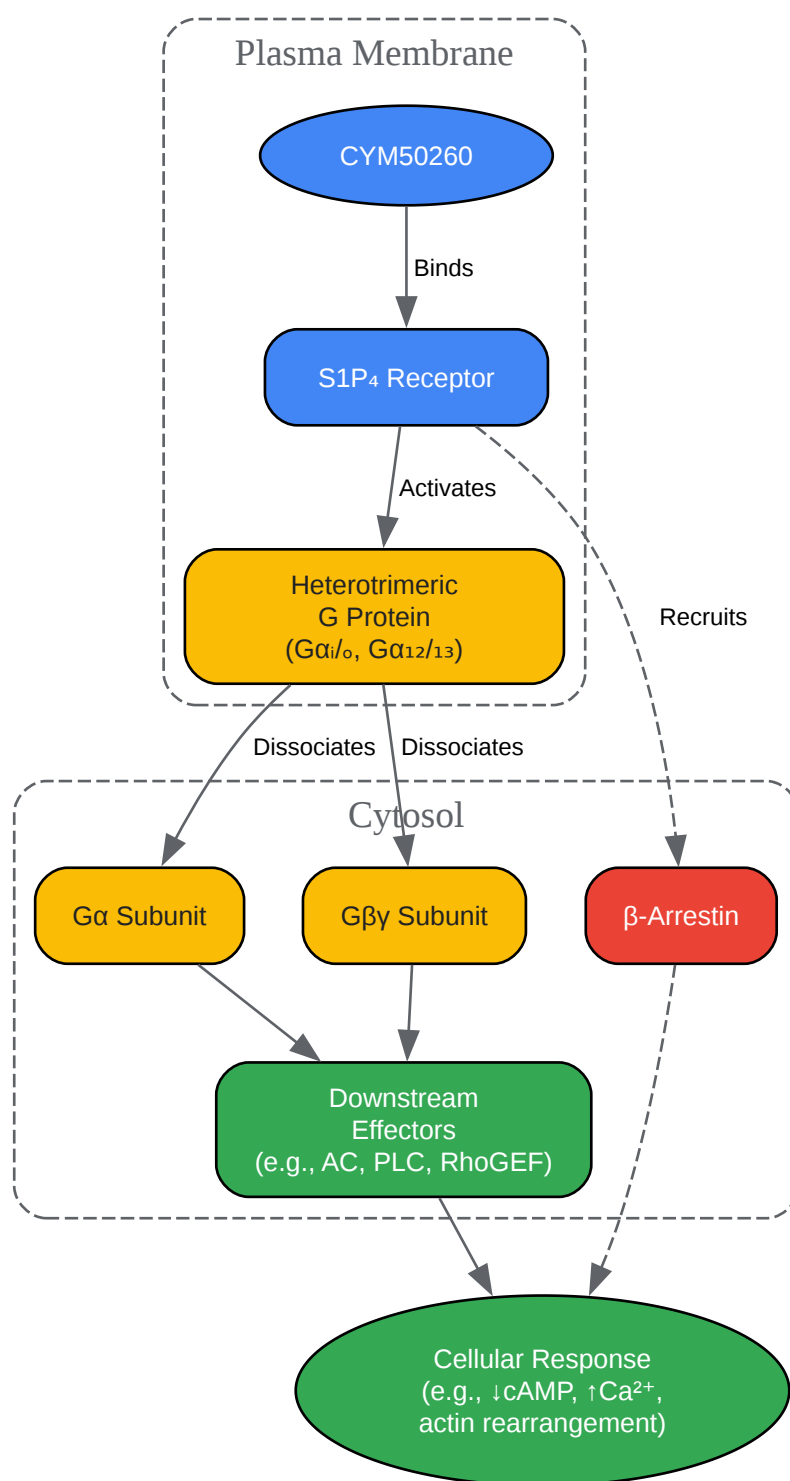 Plasma Membrane
CYM50260
Binds
S1P₄ Receptor
Activates
Heterotrimeric
G Protein
(Gαᵢ/ₒ, Gα₁₂/₁₃)
Recruits
Dissociates
Dissociates
Cytosol
Gα Subunit
Gβγ Subunit
β-Arrestin
Downstream
Effectors
(e.g., AC, PLC, RhoGEF)
Cellular Response
(e.g., ↓cAMP, ↑Ca²⁺,
actin rearrangement)